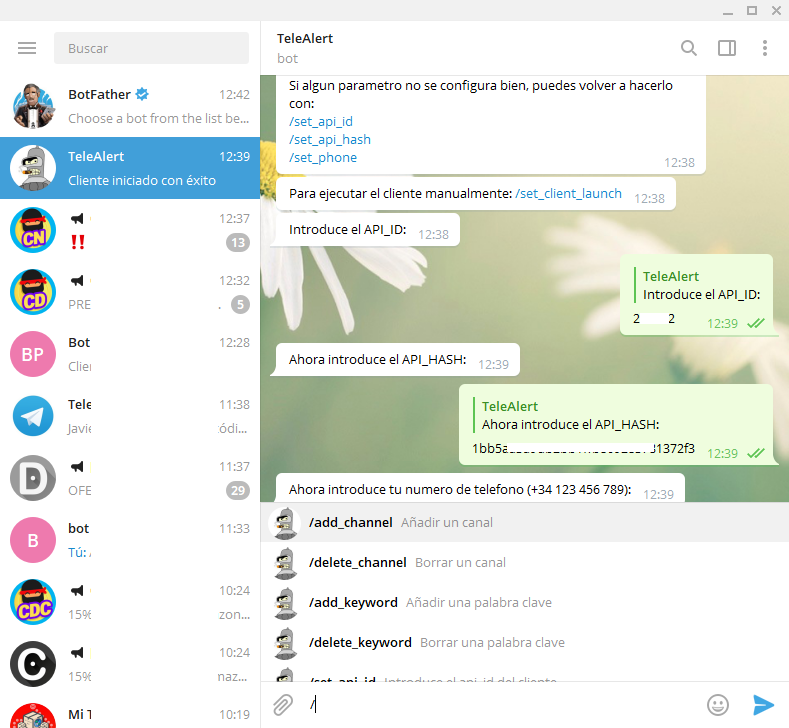 Buscar
BotFather 12:42
Choose a bot from the list be...
TeleAlert 12:39
Cliente iniciado con éxito
CN 12:37
‼ 13
CD 12:32
PRE . 5
BP Bot 12:28
Clie
Tele 11:38
Javie ódi...
D 11:37
OFE 29
B bot 11:33
Tú: /
CDC 10:24
15% zon...
C 10:24
15% naz...
Mi T 10:19
TeleAlert
bot
Si algun parametro no se configura bien, puedes volver a hacerlo
con:
/set_api_id
/set_api_hash
/set_phone 12:38
Para ejecutar el cliente manualmente: /set_client_launch 12:38
Introduce el API_ID: 12:38
TeleAlert
Introduce el API_ID:
2 2 12:39
Ahora introduce el API_HASH: 12:39
TeleAlert
Ahora introduce el API_HASH:
1bb5a 31372f3 12:39
Ahora introduce tu numero de telefono (+34 123 456 789): 12:39
/add_channel Añadir un canal
/delete_channel Borrar un canal
/add_keyword Añadir una palabra clave
/delete_keyword Borrar una palabra clave
/set_api_id Introduce el api_id del cliente
/